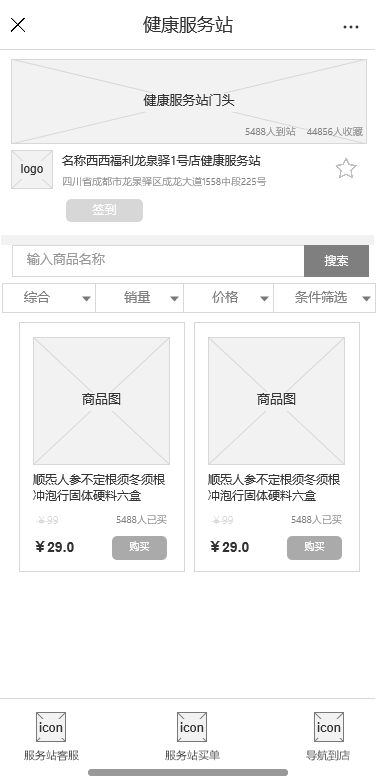 健康服务站
健康服务站门头
5488人到站 44856人收藏
logo
名称西西福利龙泉驿1号店健康服务站
四川省成都市龙泉驿区成龙大道1558中段225号
签到
输入商品名称 搜索
综合 销量 价格 条件筛选
商品图 商品图
顺炁人参不定根须冬须根
冲泡行固体硬料六盒
¥99 5488人已买
¥29.0 购买
顺炁人参不定根须冬须根
冲泡行固体硬料六盒
¥99 5488人已买
¥29.0 购买
icon icon icon
服务站客服 服务站买单 导航到店